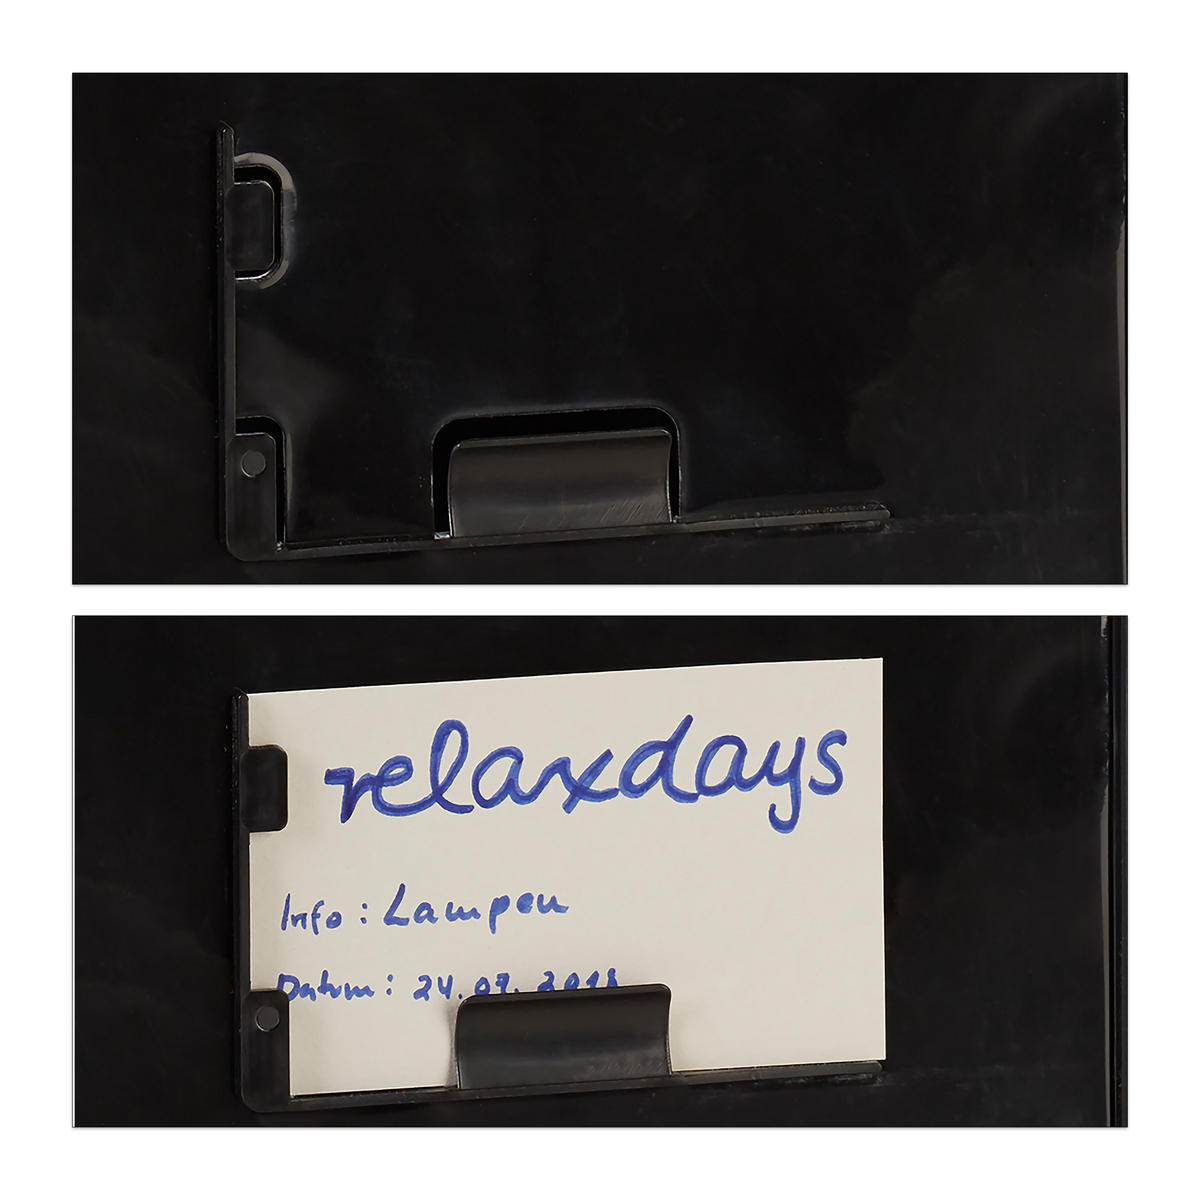 relaxdays
Info: Lampen
Datum: 24.07.2018